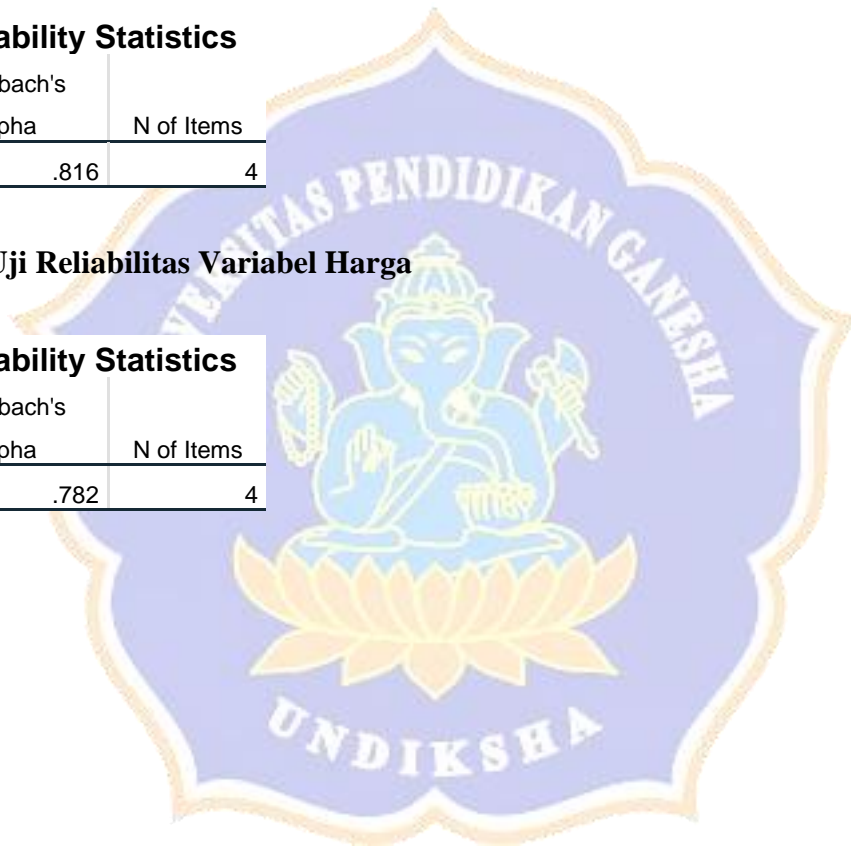 ability Statistics
bach's
pha N of Items
.816 4
Uji Reliabilitas Variabel Harga
ability Statistics
bach's
pha N of Items
.782 4
UNIVERSITAS PENDIDIKAN GANESHA
UNDIKSHA